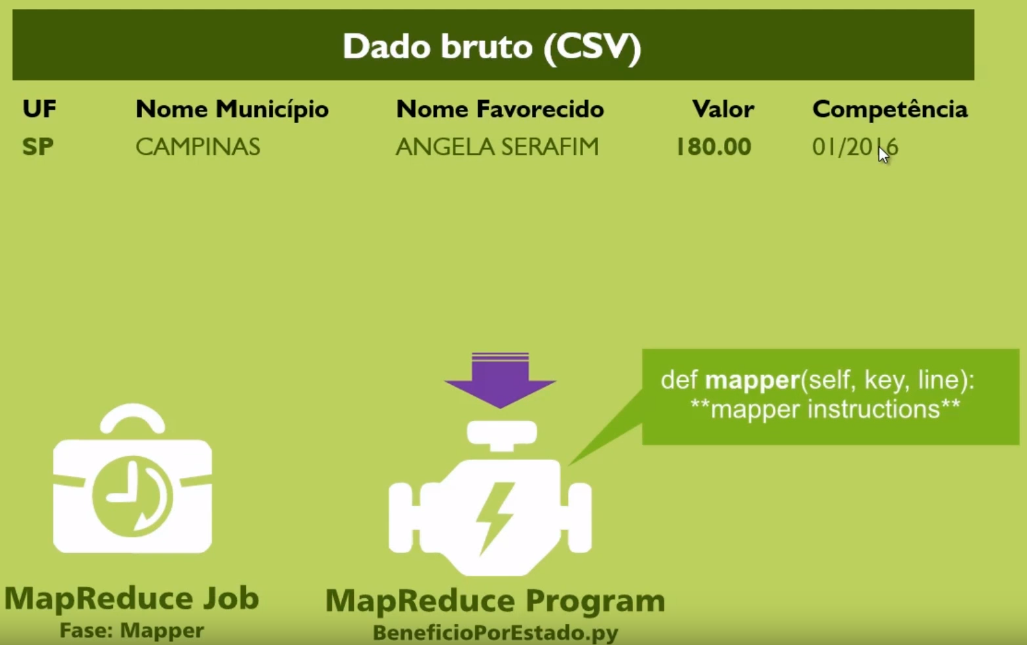 Dado bruto (CSV)
UF Nome Município Nome Favorecido Valor Competência
SP CAMPINAS ANGELA SERAFIM 180.00 01/2016
def mapper(self, key, line):
**mapper instructions**
MapReduce Job
Fase: Mapper
MapReduce Program
BeneficioPorEstado.py